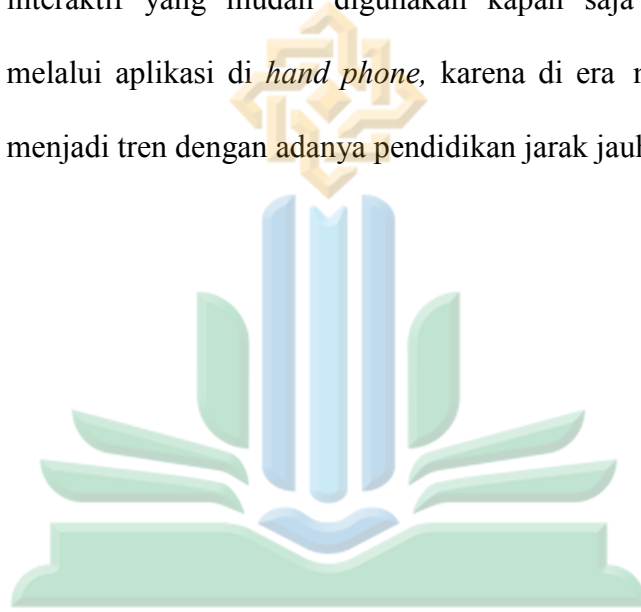 interaktif yang mudah digunakan kapan saja
melalui aplikasi di hand phone, karena di era
menjadi tren dengan adanya pendidikan jarak jauh